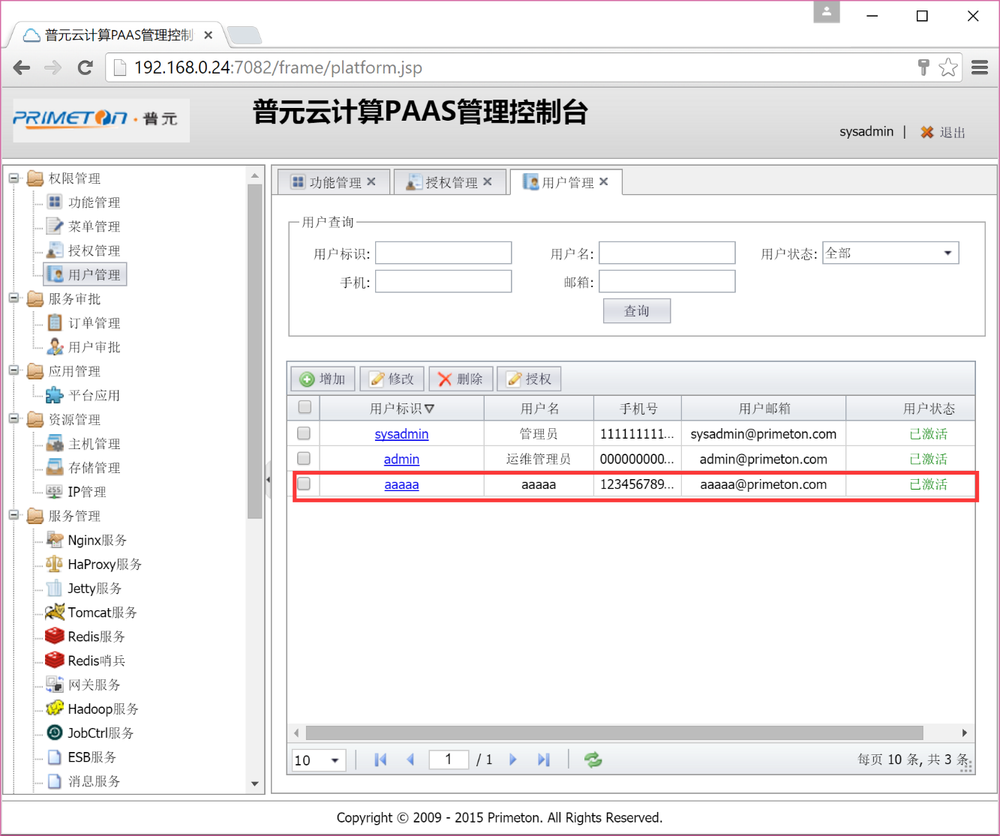 普元云计算PAAS管理控制
192.168.0.24:7082/frame/platform.jsp
PRIMETON·普元
普元云计算PAAS管理控制台
sysadmin | 退出
权限管理
功能管理
菜单管理
授权管理
用户管理
服务审批
订单管理
用户审批
应用管理
平台应用
资源管理
主机管理
存储管理
IP管理
服务管理
Nginx服务
HaProxy服务
Jetty服务
Tomcat服务
Redis服务
Redis哨兵
网关服务
Hadoop服务
JobCtrl服务
ESB服务
消息服务
功能管理 授权管理 用户管理
用户查询
用户标识: 用户名: 用户状态: 全部
手机: 邮箱:
查询
增加 修改 删除 授权
用户标识 用户名 手机号 用户邮箱 用户状态
sysadmin 管理员 111111111... sysadmin@primeton.com 已激活
admin 运维管理员 000000000... admin@primeton.com 已激活
aaaaa aaaaa 123456789... aaaaa@primeton.com 已激活
10 1 / 1 每页 10 条, 共 3 条
Copyright © 2009 - 2015 Primeton. All Rights Reserved.